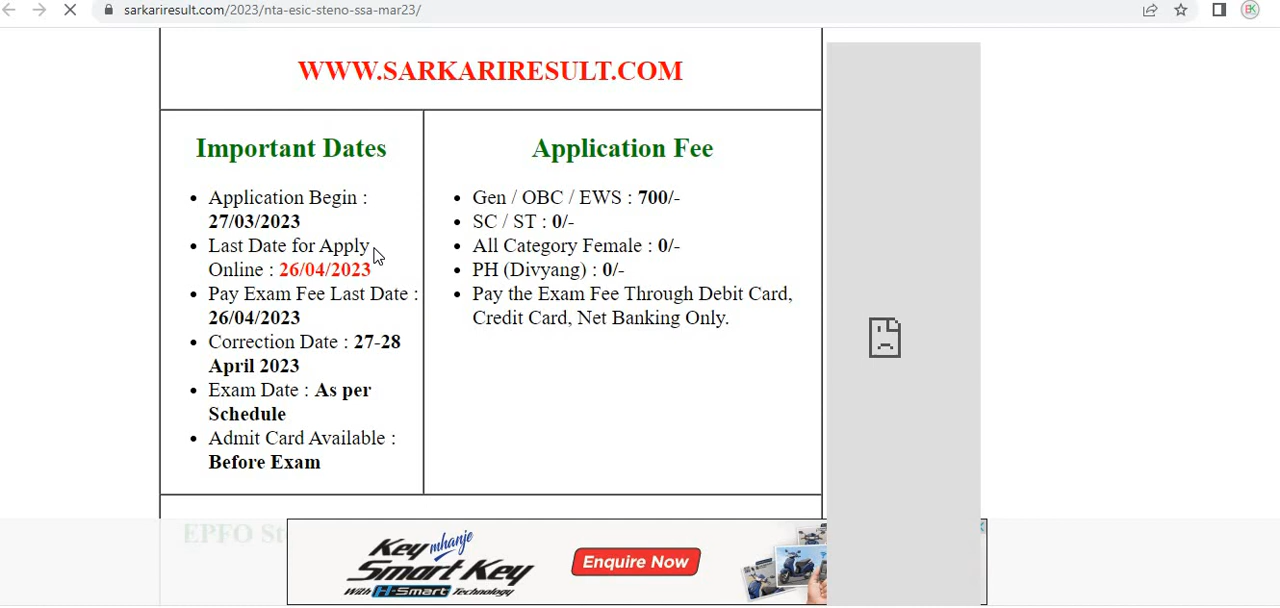 sarkariresult.com/2023/nta-esic-steno-ssa-mar23/
WWW.SARKARIRESULT.COM
Important Dates
Application Begin :
27/03/2023
Last Date for Apply
Online : 26/04/2023
Pay Exam Fee Last Date :
26/04/2023
Correction Date : 27-28
April 2023
Exam Date : As per
Schedule
Admit Card Available :
Before Exam
Application Fee
Gen / OBC / EWS : 700/-
SC / ST : 0/-
All Category Female : 0/-
PH (Divyang) : 0/-
Pay the Exam Fee Through Debit Card,
Credit Card, Net Banking Only.
EPFO St
Key mhanje
Smart Key
With H-Smart Technology
Enquire Now